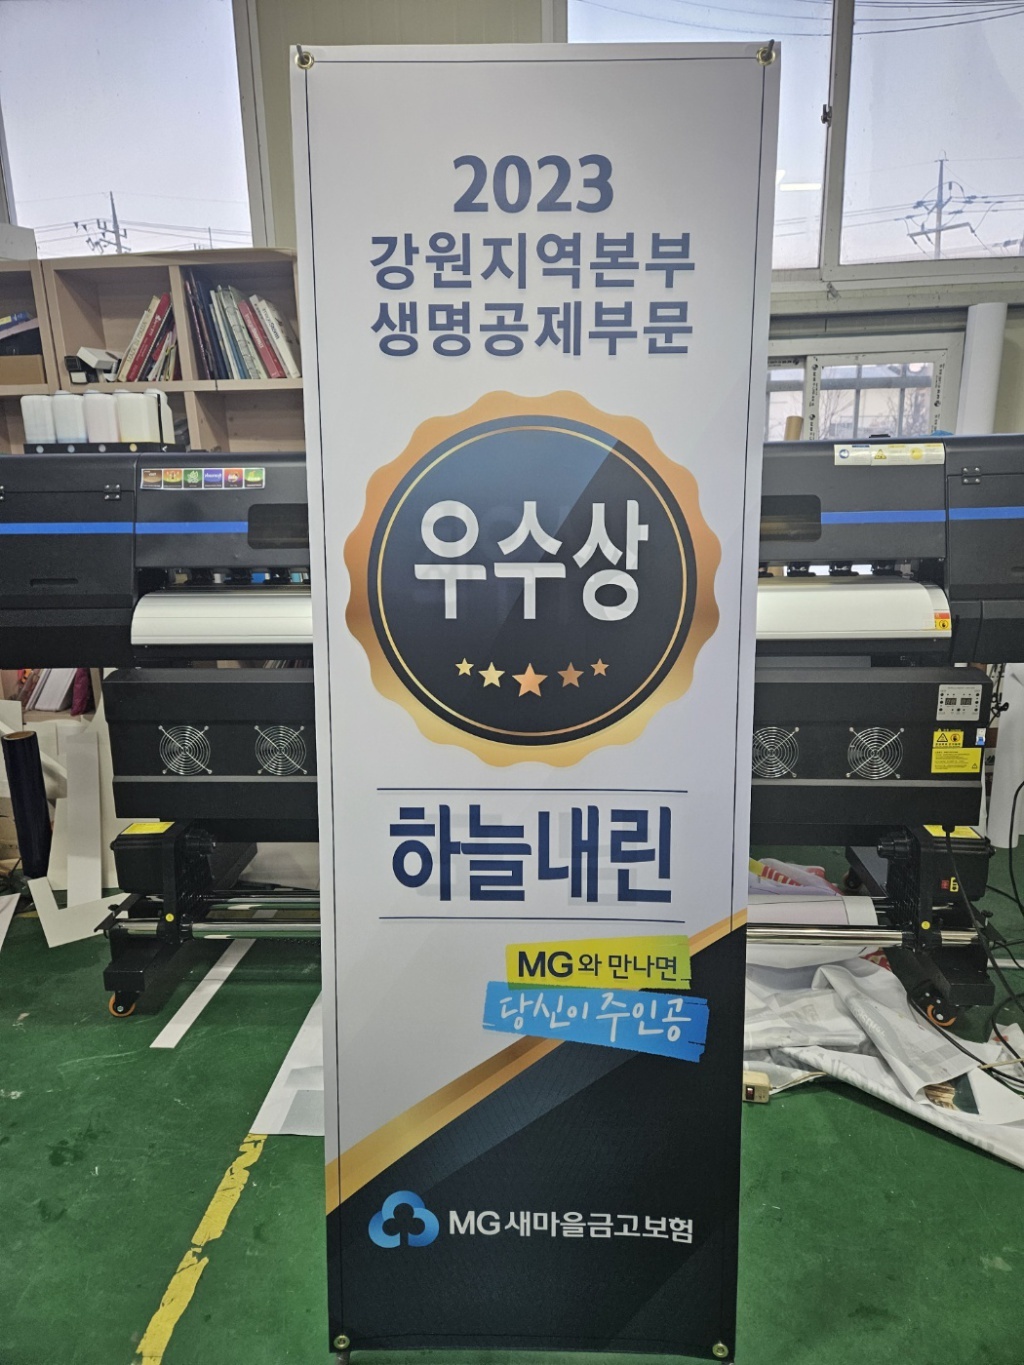 2023
강원지역본부
생명공제부문
우수상
하늘내린
MG와 만나면
당신이 주인공
MG새마을금고보험